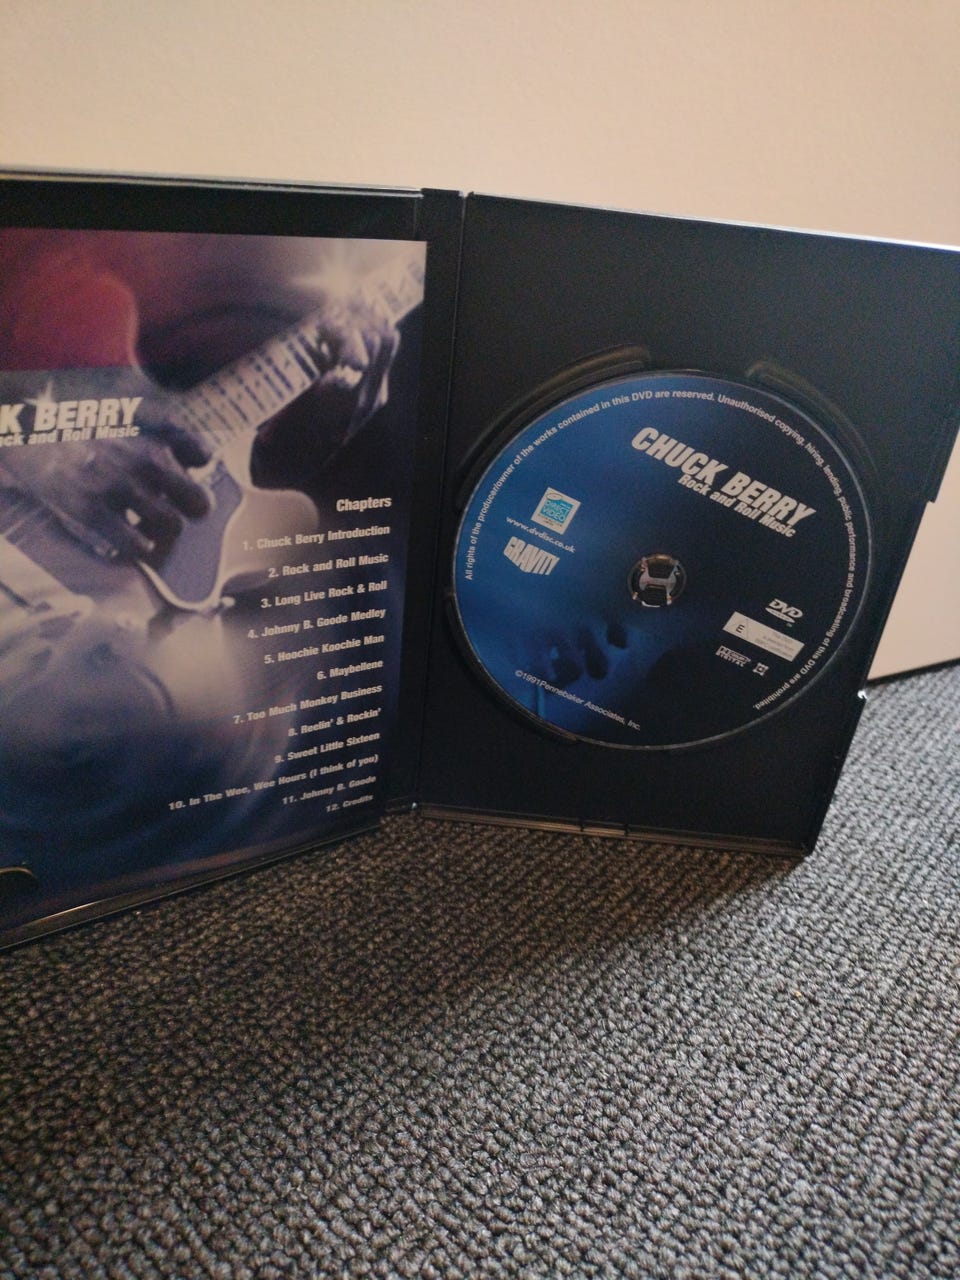 K BERRY
ock and Roll Music
Chapters
1. Chuck Berry Introduction
2. Rock and Roll Music
3. Long Live Rock & Roll
4. Johnny B. Goode Medley
5. Hoochie Koochie Man
6. Maybellene
7. Too Much Monkey Business
8. Reelin' & Rockin'
9. Sweet Little Sixteen
10. In The Wee, Wee Hours (I think of you)
11. Johnny B. Goode
12. Credits
All rights of the producer/owner of the works contained in this DVD are reserved. Unauthorised copying, hiring, lending, public performance and broadcasting of this DVD are prohibited.
CHUCK BERRY
Rock and Roll Music
DIRECT
VIDEO
www.dvdisc.co.uk
GRAVITY
DVD
E
DIGITAL
©1991Pennebaker Associates, Inc.